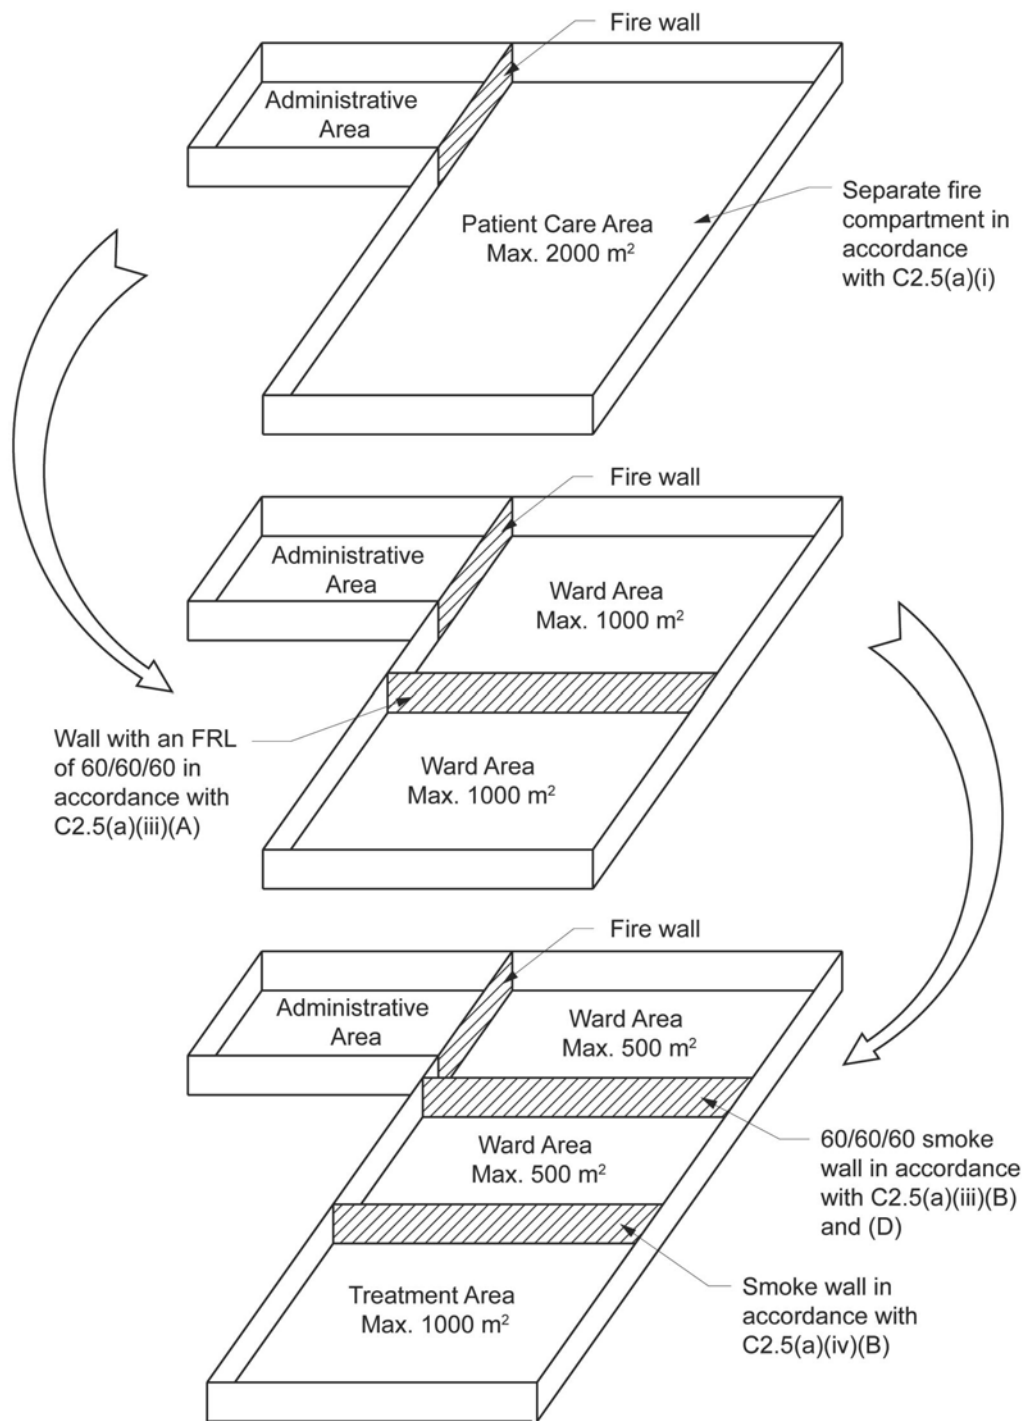 Fire wall
Administrative
Area
Patient Care Area
Max. 2000 m²
Separate fire
compartment in
accordance
with C2.5(a)(i)
Fire wall
Administrative
Area
Ward Area
Max. 1000 m²
Wall with an FRL
of 60/60/60 in
accordance with
C2.5(a)(iii)(A)
Ward Area
Max. 1000 m²
Fire wall
Administrative
Area
Ward Area
Max. 500 m²
Ward Area
Max. 500 m²
60/60/60 smoke
wall in accordance
with C2.5(a)(iii)(B)
and (D)
Treatment Area
Max. 1000 m²
Smoke wall in
accordance with
C2.5(a)(iv)(B)